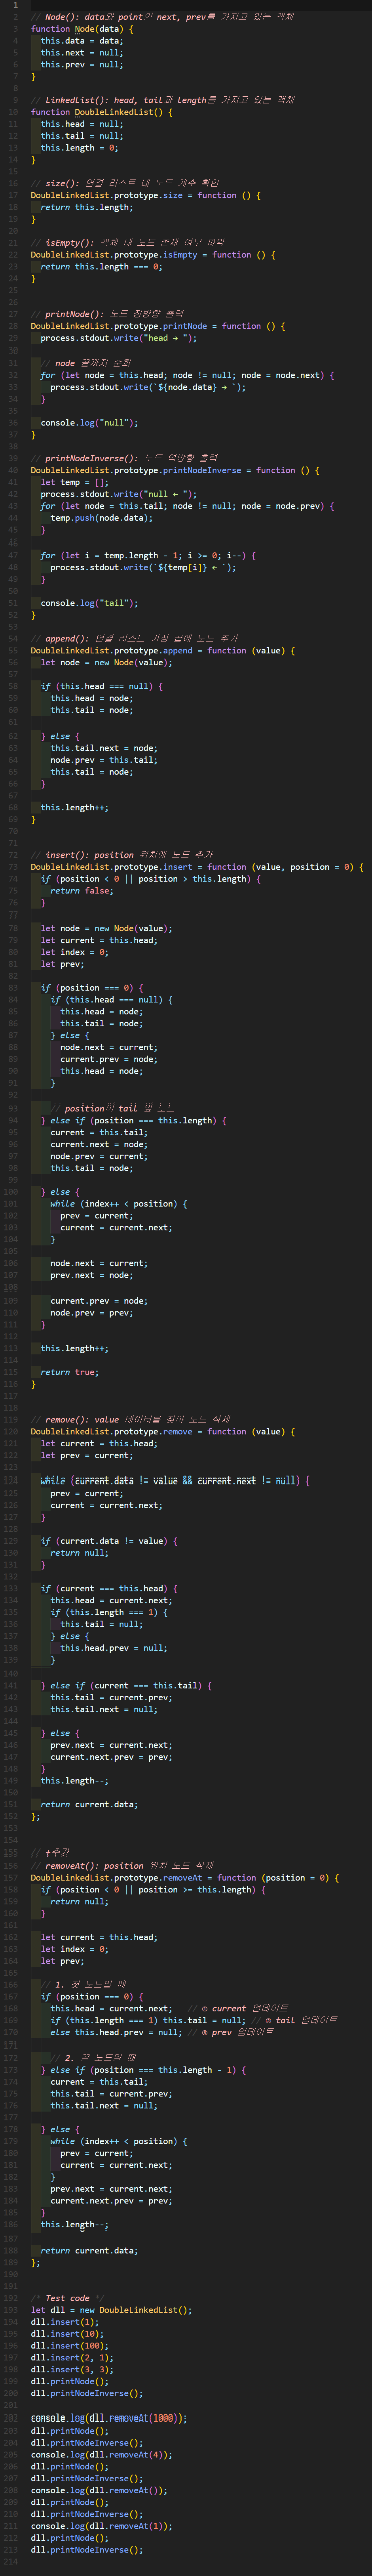 1
2 // Node(): data와 point인 next, prev를 가지고 있는 객체
3 function Node(data) {
4 this.data = data;
5 this.next = null;
6 this.prev = null;
7 }
8
9 // LinkedList(): head, tail과 length를 가지고 있는 객체
10 function DoubleLinkedList() {
11 this.head = null;
12 this.tail = null;
13 this.length = 0;
14 }
15
16 // size(): 연결 리스트 내 노드 개수 확인
17 DoubleLinkedList.prototype.size = function () {
18 return this.length;
19 }
20
21 // isEmpty(): 객체 내 노드 존재 여부 파악
22 DoubleLinkedList.prototype.isEmpty = function () {
23 return this.length === 0;
24 }
25
26
27 // printNode(): 노드 정방향 출력
28 DoubleLinkedList.prototype.printNode = function () {
29 process.stdout.write("head → ");
30
31 // node 끝까지 순회
32 for (let node = this.head; node != null; node = node.next) {
33 process.stdout.write(`${node.data} → `);
34 }
35
36 console.log("null");
37 }
38
39 // printNodeInverse(): 노드 역방향 출력
40 DoubleLinkedList.prototype.printNodeInverse = function () {
41 let temp = [];
42 process.stdout.write("null ← ");
43 for (let node = this.tail; node != null; node = node.prev) {
44 temp.push(node.data);
45 }
46
47 for (let i = temp.length - 1; i >= 0; i--) {
48 process.stdout.write(`${temp[i]} ← `);
49 }
50
51 console.log("tail");
52 }
53
54 // append(): 연결 리스트 가장 끝에 노드 추가
55 DoubleLinkedList.prototype.append = function (value) {
56 let node = new Node(value);
57
58 if (this.head === null) {
59 this.head = node;
60 this.tail = node;
61
62 } else {
63 this.tail.next = node;
64 node.prev = this.tail;
65 this.tail = node;
66 }
67
68 this.length++;
69 }
70
71
72 // insert(): position 위치에 노드 추가
73 DoubleLinkedList.prototype.insert = function (value, position = 0) {
74 if (position < 0 || position > this.length) {
75 return false;
76 }
77
78 let node = new Node(value);
79 let current = this.head;
80 let index = 0;
81 let prev;
82
83 if (position === 0) {
84 if (this.head === null) {
85 this.head = node;
86 this.tail = node;
87 } else {
88 node.next = current;
89 current.prev = node;
90 this.head = node;
91 }
92
93 // position이 tail 앞 노드
94 } else if (position === this.length) {
95 current = this.tail;
96 current.next = node;
97 node.prev = current;
98 this.tail = node;
99
100 } else {
101 while (index++ < position) {
102 prev = current;
103 current = current.next;
104 }
105
106 node.next = current;
107 prev.next = node;
108
109 current.prev = node;
110 node.prev = prev;
111 }
112
113 this.length++;
114
115 return true;
116 }
117
118
119 // remove(): value 데이터를 찾아 노드 삭제
120 DoubleLinkedList.prototype.remove = function (value) {
121 let current = this.head;
122 let prev = current;
123
124 while (current.data != value && current.next != null) {
125 prev = current;
126 current = current.next;
127 }
128
129 if (current.data != value) {
130 return null;
131 }
132
133 if (current === this.head) {
134 this.head = current.next;
135 if (this.length === 1) {
136 this.tail = null;
137 } else {
138 this.head.prev = null;
139 }
140
141 } else if (current === this.tail) {
142 this.tail = current.prev;
143 this.tail.next = null;
144
145 } else {
146 prev.next = current.next;
147 current.next.prev = prev;
148 }
149 this.length--;
150
151 return current.data;
152 };
153
154
155 // +추가
156 // removeAt(): position 위치 노드 삭제
157 DoubleLinkedList.prototype.removeAt = function (position = 0) {
158 if (position < 0 || position >= this.length) {
159 return null;
160 }
161
162 let current = this.head;
163 let index = 0;
164 let prev;
165
166 // 1. 첫 노드일 때
167 if (position === 0) {
168 this.head = current.next; // ① current 업데이트
169 if (this.length === 1) this.tail = null; // ② tail 업데이트
170 else this.head.prev = null; // ③ prev 업데이트
171
172 // 2. 끝 노드일 때
173 } else if (position === this.length - 1) {
174 current = this.tail;
175 this.tail = current.prev;
176 this.tail.next = null;
177
178 } else {
179 while (index++ < position) {
180 prev = current;
181 current = current.next;
182 }
183 prev.next = current.next;
184 current.next.prev = prev;
185 }
186 this.length--;
187
188 return current.data;
189 };
190
191
192 /* Test code */
193 let dll = new DoubleLinkedList();
194 dll.insert(1);
195 dll.insert(10);
196 dll.insert(100);
197 dll.insert(2, 1);
198 dll.insert(3, 3);
199 dll.printNode();
200 dll.printNodeInverse();
201
202 console.log(dll.removeAt(1000));
203 dll.printNode();
204 dll.printNodeInverse();
205 console.log(dll.removeAt(4));
206 dll.printNode();
207 dll.printNodeInverse();
208 console.log(dll.removeAt());
209 dll.printNode();
210 dll.printNodeInverse();
211 console.log(dll.removeAt(1));
212 dll.printNode();
213 dll.printNodeInverse();
214